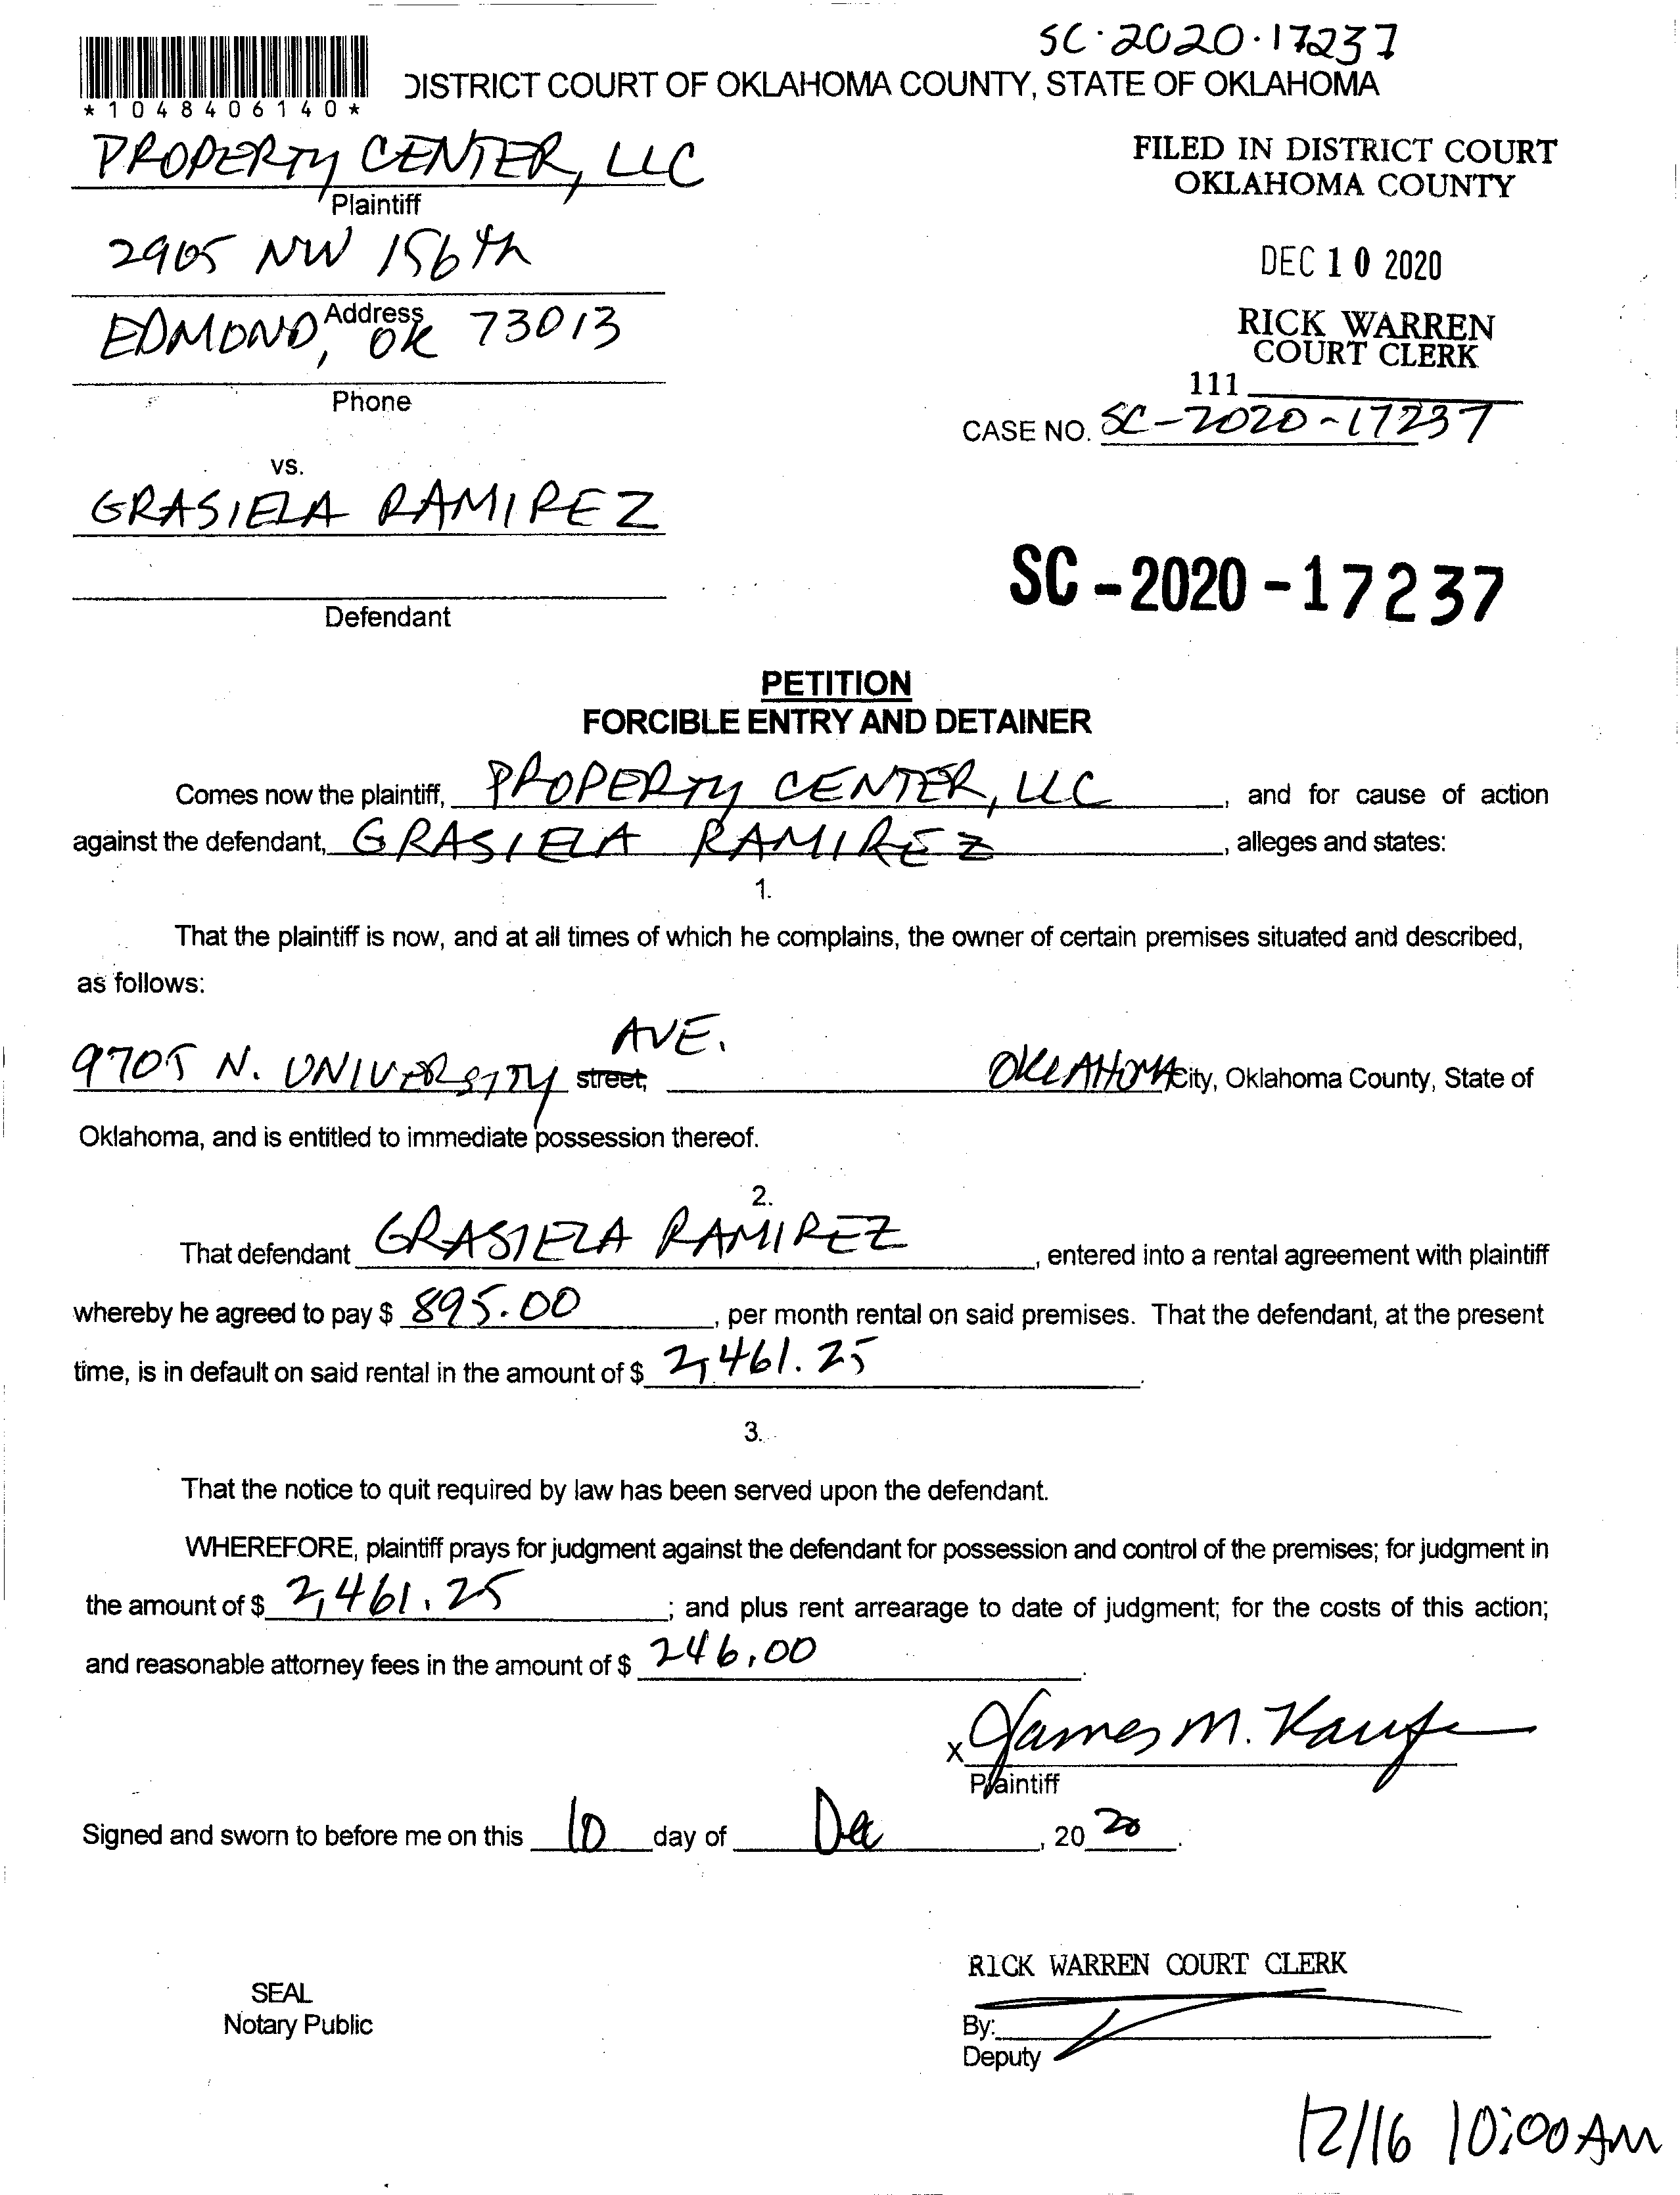 SC·2020·17237
*1048406140*
DISTRICT COURT OF OKLAHOMA COUNTY, STATE OF OKLAHOMA
PROPERTY CENTER, LLC
Plaintiff
FILED IN DISTRICT COURT
OKLAHOMA COUNTY
2905 NW 156th
Address
DEC 10 2020
EDMOND, OK 73013
Phone
RICK WARREN
COURT CLERK
111
CASE NO. SC-2020-17237
vs.
GRASIELA RAMIREZ
Defendant
SC-2020-17237
PETITION
FORCIBLE ENTRY AND DETAINER
Comes now the plaintiff, PROPERTY CENTER, LLC, and for cause of action
against the defendant, GRASIELA RAMIREZ, alleges and states:
1.
That the plaintiff is now, and at all times of which he complains, the owner of certain premises situated and described,
as follows:
AVE.
9705 N. UNIVERSITY street, OKLAHOMA City, Oklahoma County, State of
Oklahoma, and is entitled to immediate possession thereof.
2.
That defendant GRASIELA RAMIREZ, entered into a rental agreement with plaintiff
whereby he agreed to pay $ 895.00, per month rental on said premises. That the defendant, at the present
time, is in default on said rental in the amount of $ 2,461.25.
3.
That the notice to quit required by law has been served upon the defendant.
WHEREFORE, plaintiff prays for judgment against the defendant for possession and control of the premises; for judgment in
the amount of $ 2,461.25; and plus rent arrearage to date of judgment; for the costs of this action;
and reasonable attorney fees in the amount of $ 246.00.
x James M.
Plaintiff
Signed and sworn to before me on this 10 day of Dec, 2020.
RICK WARREN COURT CLERK
SEAL
Notary Public
By:
Deputy
12/16 10:00 AM